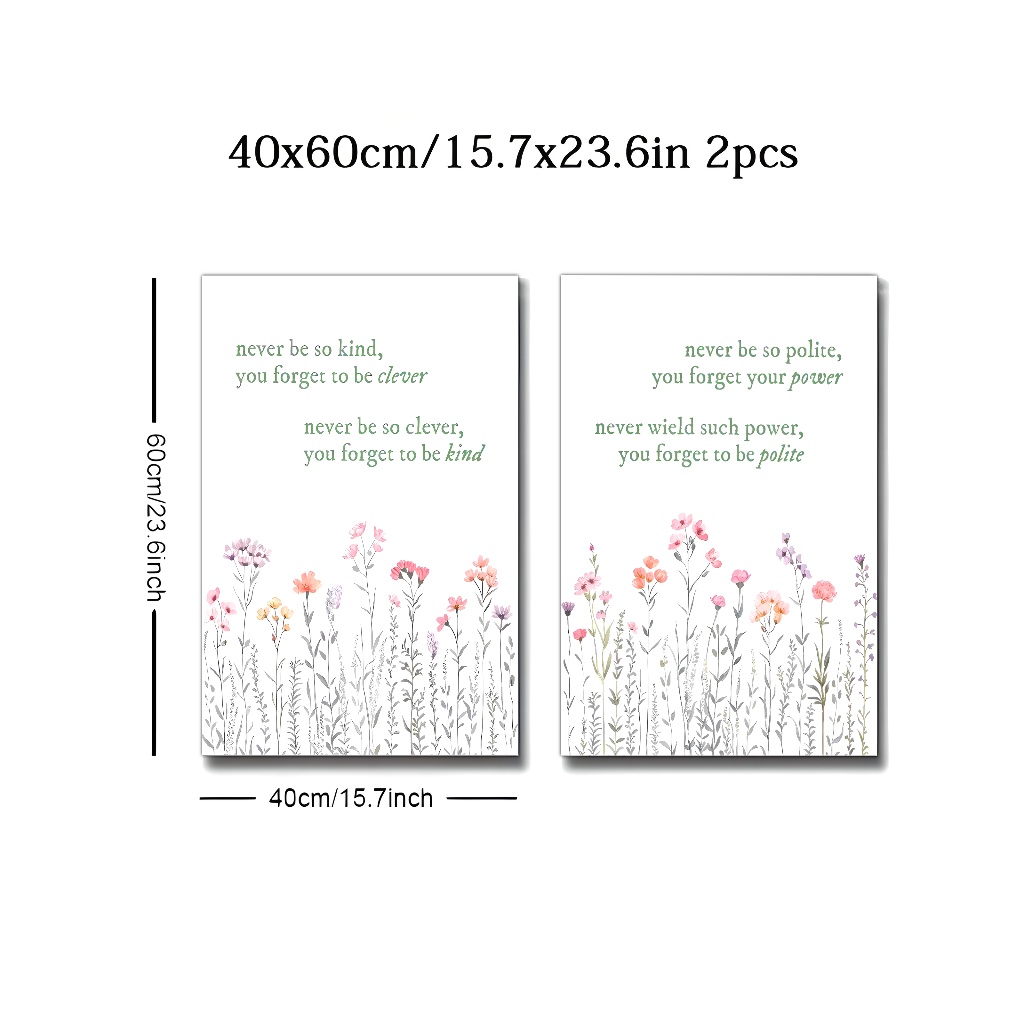 40x60cm/15.7x23.6in 2pcs
never be so kind,
you forget to be clever
never be so clever,
you forget to be kind
never be so polite,
you forget your power
never wield such power,
you forget to be polite
60cm/23.6inch
40cm/15.7inch